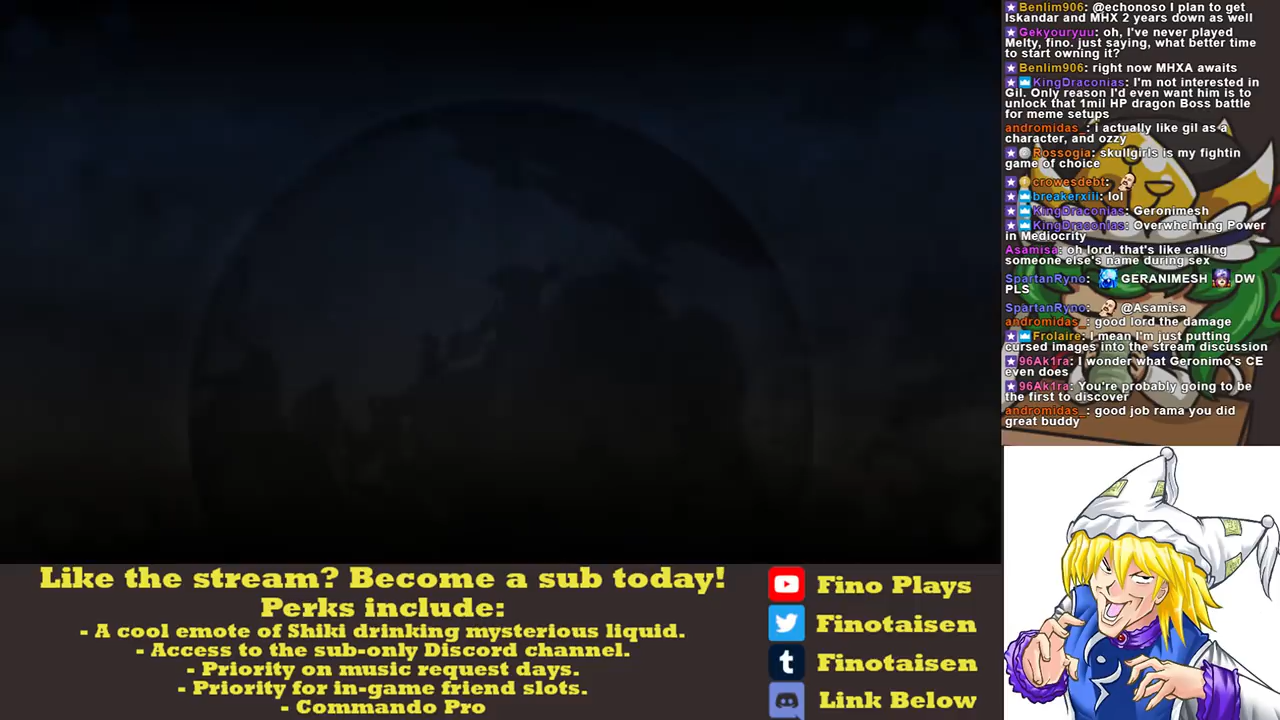 Benlim906: @echonoso I plan to get
Iskandar and MHX 2 years down as well
Gekyouryuu: oh, I've never played
Melty, fino. just saying, what better time
to start owning it?
Benlim906: right now MHXA awaits
KingDraconias: I'm not interested in
Gil. Only reason I'd even want him is to
unlock that 1mil HP dragon Boss battle
for meme setups
andromidas_: i actually like gil as a
character, and ozzy
Rossogia: skullgirls is my fightin
game of choice
crowesdebt:
breakerxiii: lol
KingDraconias: Geronimesh
KingDraconias: Overwhelming Power
in Mediocrity
Asamisa: oh lord, that's like calling
someone else's name during sex
SpartanRyno: GERANIMESH DW
PLS
SpartanRyno: @Asamisa
andromidas_: good lord the damage
Frolaire: I mean I'm just putting
cursed images into the stream discussion
96Ak1ra: I wonder what Geronimo's CE
even does
96Ak1ra: You're probably going to be
the first to discover
andromidas_: good job rama you did
great buddy
Like the stream? Become a sub today!
Perks include:
- A cool emote of Shiki drinking mysterious liquid.
- Access to the sub-only Discord channel.
- Priority on music request days.
- Priority for in-game friend slots.
- Commando Pro
Fino Plays
Finotaisen
Finotaisen
Link Below